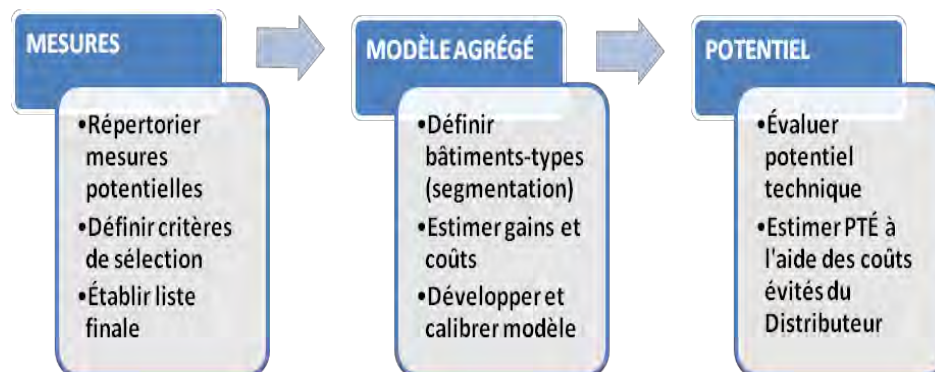 MESURES
•Répertorier
mesures
potentielles
•Définir critères
de sélection
•Établir liste
finale
MODÈLE AGRÉGÉ
•Définir
bâtiments-types
(segmentation)
•Estimer gains et
coûts
•Développer et
calibrer modèle
POTENTIEL
•Évaluer
potentiel
technique
•Estimer PTÉ à
l'aide des coûts
évités du
Distributeur